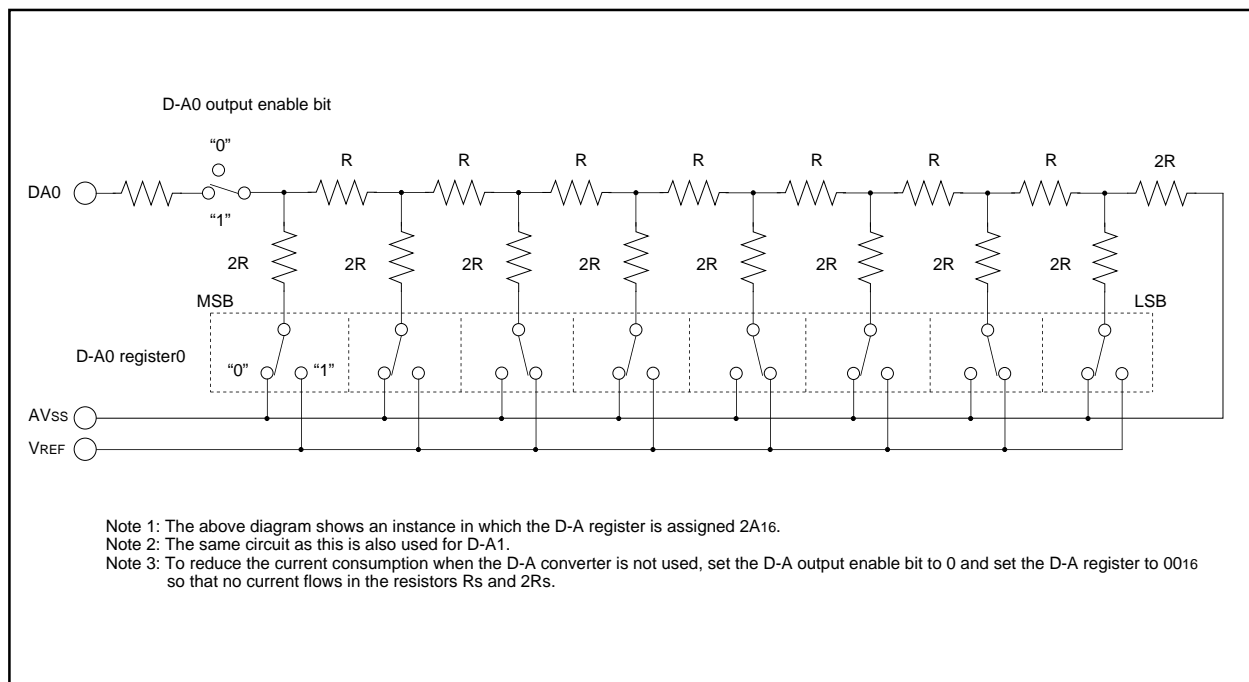 D-A0 output enable bit
“0”
R R R R R R R 2R
DA0
“1”
2R 2R 2R 2R 2R 2R 2R 2R
MSB LSB
D-A0 register0
“0” “1”
AVSS
VREF
Note 1: The above diagram shows an instance in which the D-A register is assigned 2A16.
Note 2: The same circuit as this is also used for D-A1.
Note 3: To reduce the current consumption when the D-A converter is not used, set the D-A output enable bit to 0 and set the D-A register to 0016
so that no current flows in the resistors Rs and 2Rs.